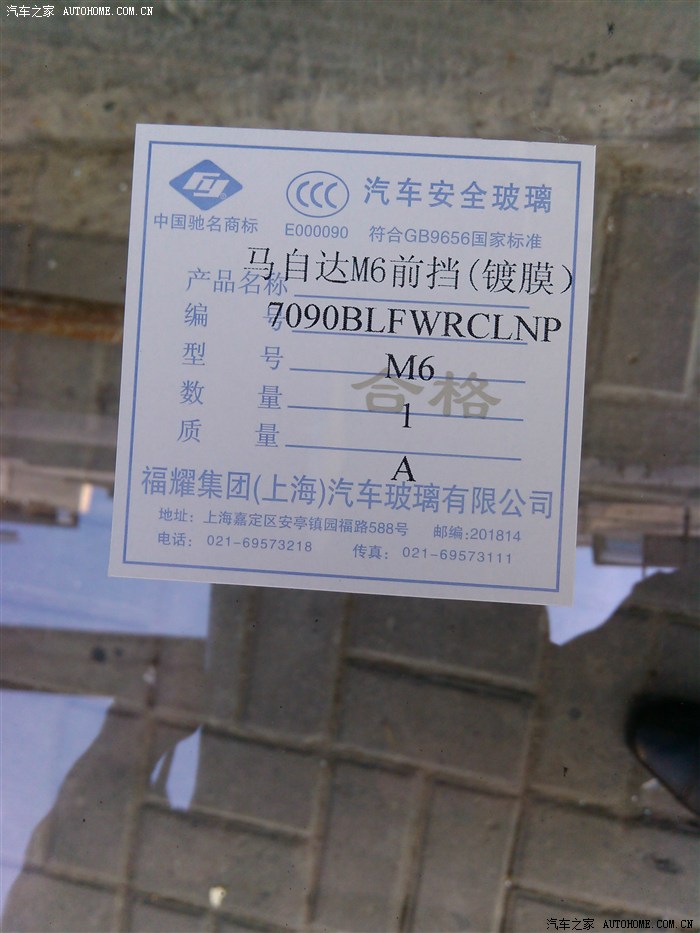 汽车之家 AUTOHOME.COM.CN
CCC 汽车安全玻璃
中国驰名商标 E000090 符合GB9656国家标准
产品名称 马自达M6前挡(镀膜)
编号 7090BLFWRCLNP
型号 M6
合格
数量 1
质量 A
福耀集团(上海)汽车玻璃有限公司
地址: 上海嘉定区安亭镇园福路588号 邮编:201814
电话: 021-69573218 传真: 021-69573111
汽车之家 AUTOHOME.COM.CN